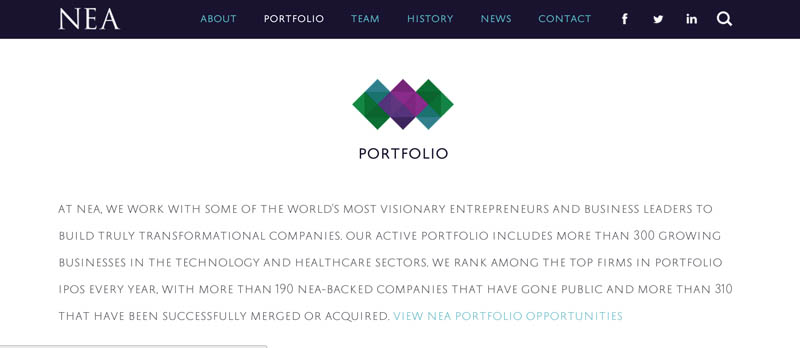 NEA ABOUT PORTFOLIO TEAM HISTORY NEWS CONTACT f in
PORTFOLIO
AT NEA, WE WORK WITH SOME OF THE WORLD'S MOST VISIONARY ENTREPRENEURS AND BUSINESS LEADERS TO
BUILD TRULY TRANSFORMATIONAL COMPANIES. OUR ACTIVE PORTFOLIO INCLUDES MORE THAN 300 GROWING
BUSINESSES IN THE TECHNOLOGY AND HEALTHCARE SECTORS. WE RANK AMONG THE TOP FIRMS IN PORTFOLIO
IPOS EVERY YEAR, WITH MORE THAN 190 NEA-BACKED COMPANIES THAT HAVE GONE PUBLIC AND MORE THAN 310
THAT HAVE BEEN SUCCESSFULLY MERGED OR ACQUIRED. VIEW NEA PORTFOLIO OPPORTUNITIES